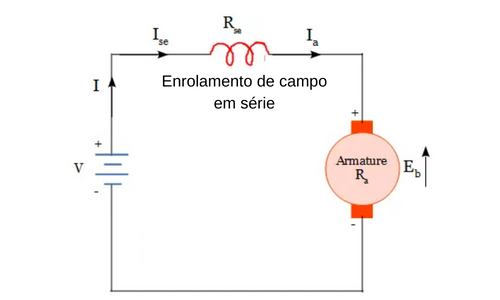 R_se
I_se
I_a
I
Enrolamento de campo
em série
+
+
V
-
Armature
R_a
E_b
-